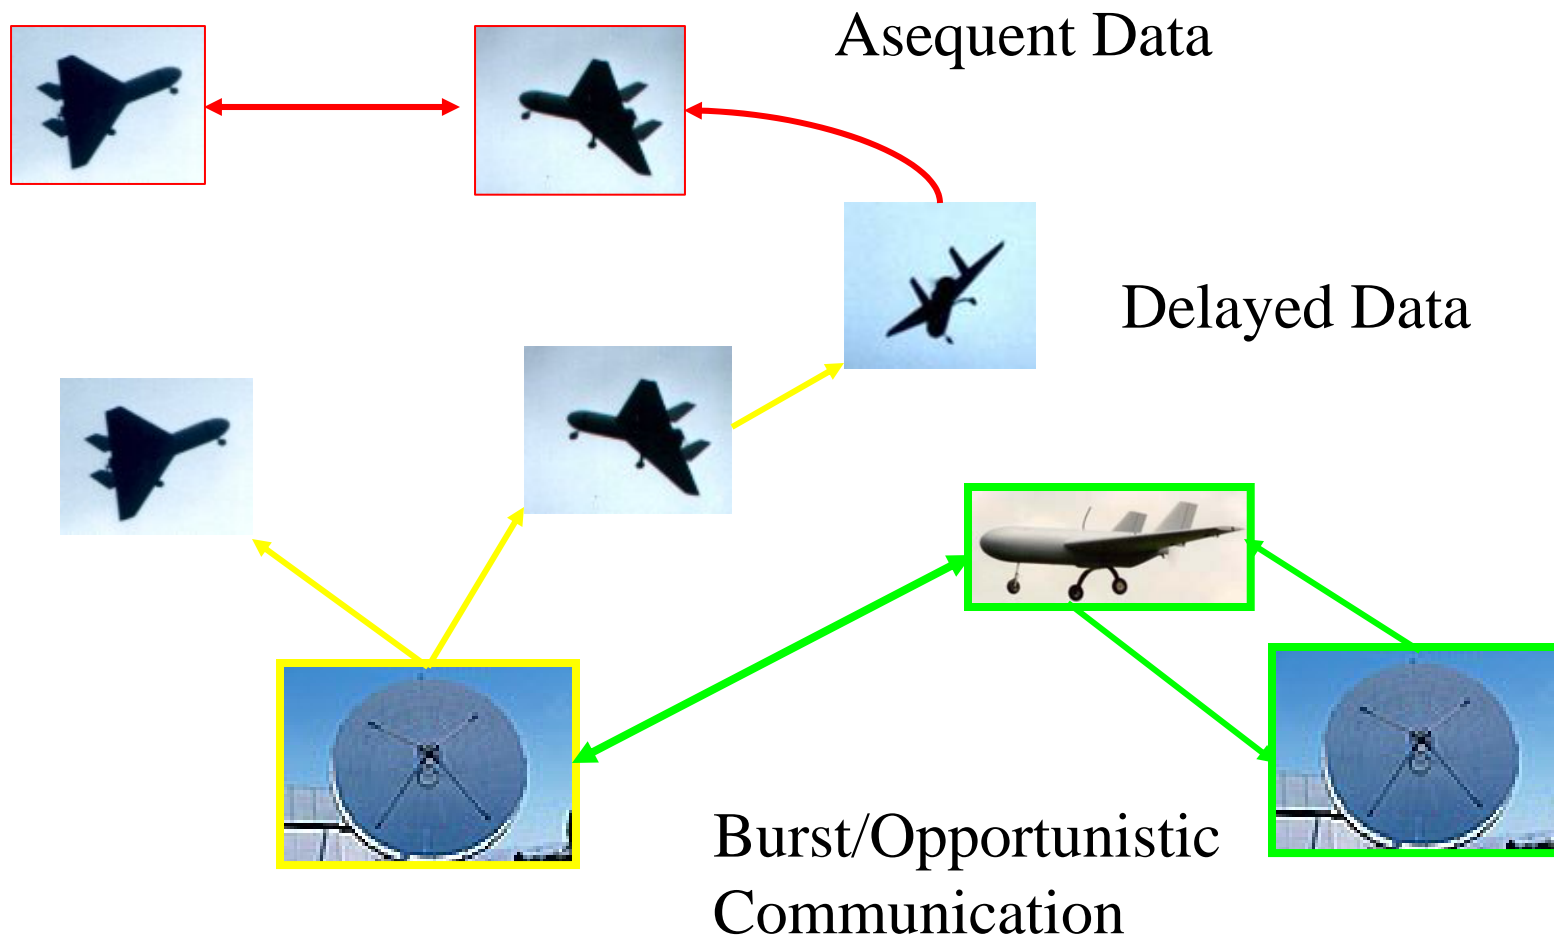 Asequent Data
Delayed Data
Burst/Opportunistic
Communication